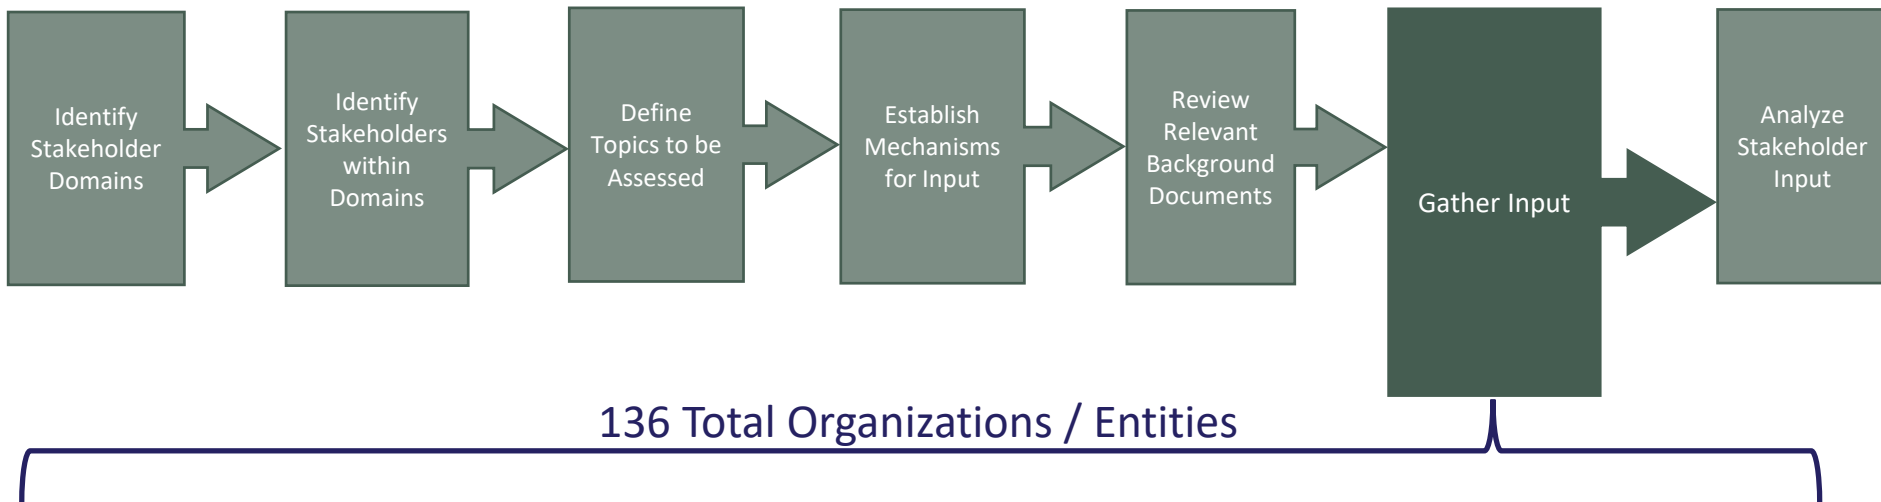 Identify
Stakeholder
Domains
Identify
Stakeholders
within
Domains
Define
Topics to be
Assessed
Establish
Mechanisms
for Input
Review
Relevant
Background
Documents
Gather Input
Analyze
Stakeholder
Input
136 Total Organizations / Entities